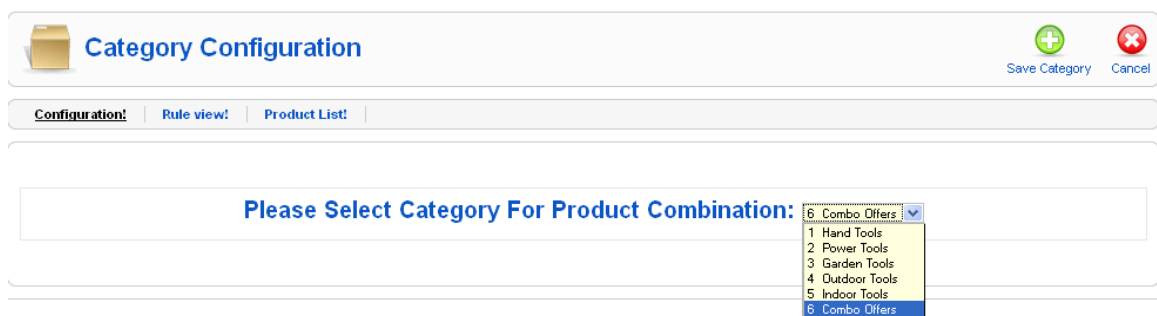 Category Configuration
Save Category Cancel
Configuration! Rule view! Product List!
Please Select Category For Product Combination: 6 Combo Offers
1 Hand Tools
2 Power Tools
3 Garden Tools
4 Outdoor Tools
5 Indoor Tools
6 Combo Offers